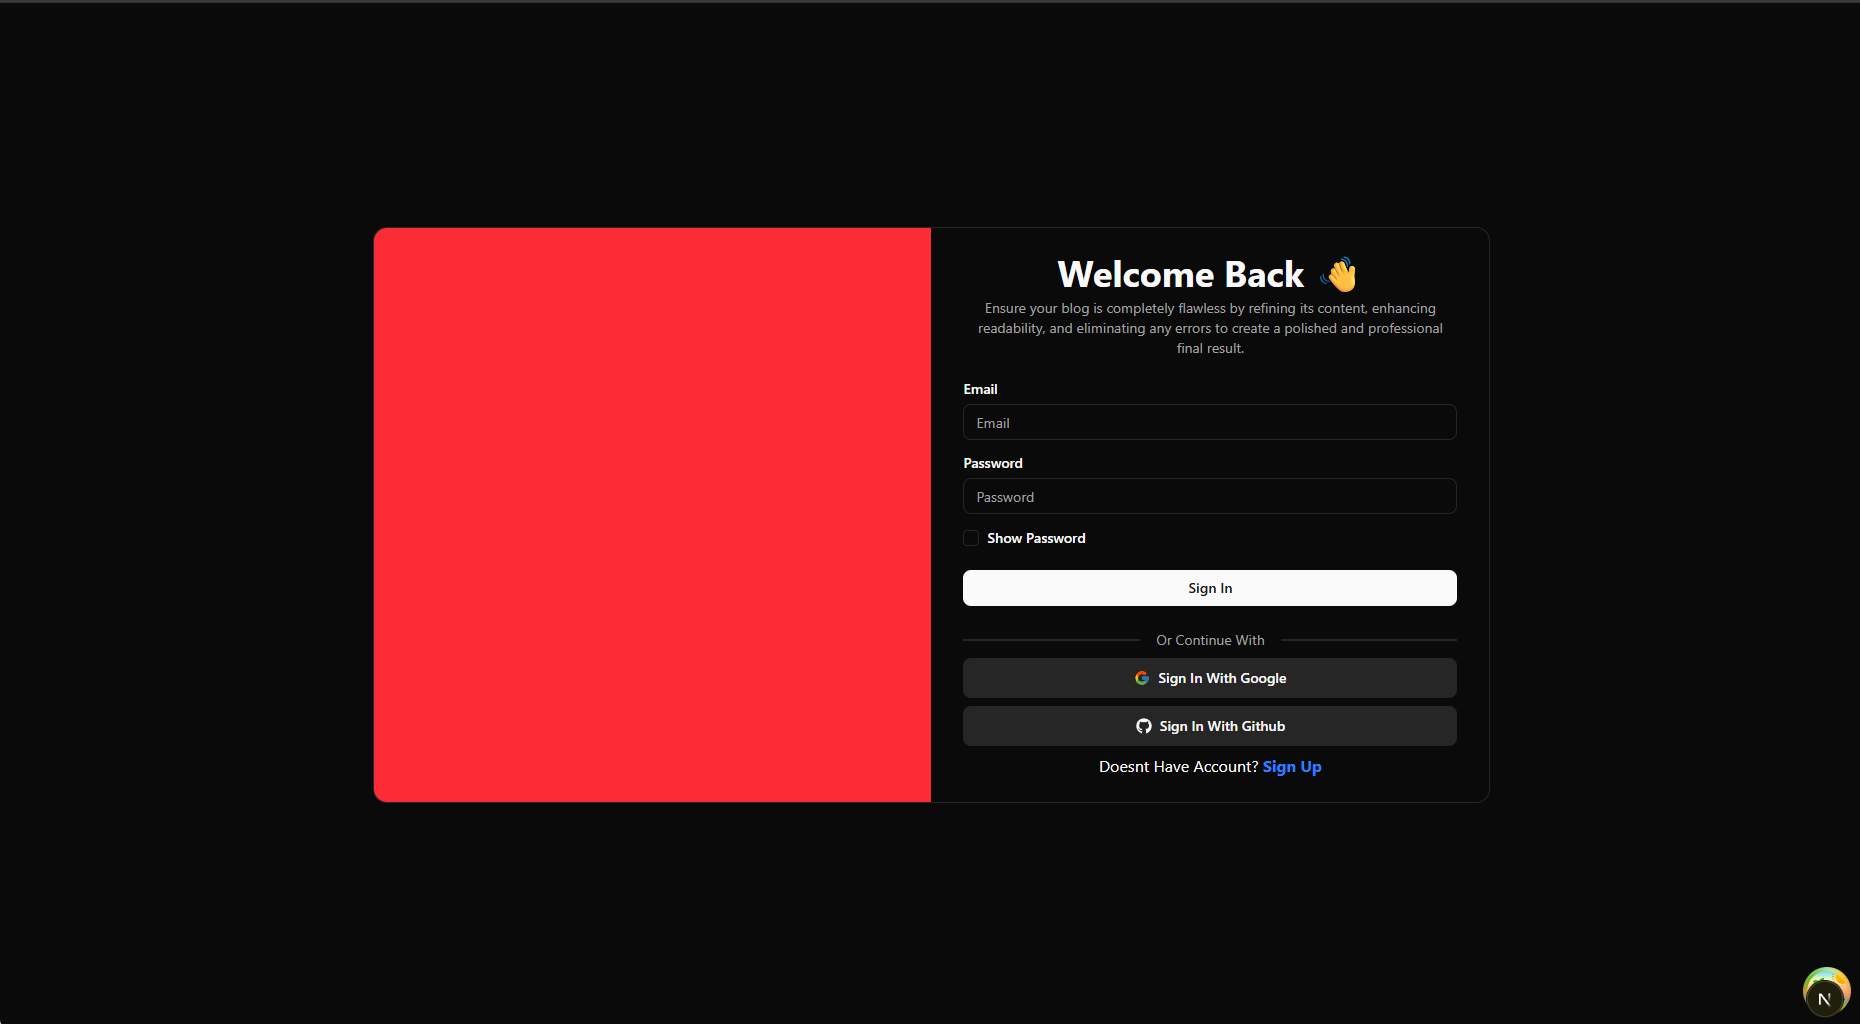 Welcome Back 👋
Ensure your blog is completely flawless by refining its content, enhancing
readability, and eliminating any errors to create a polished and professional
final result.
Email
Email
Password
Password
Show Password
Sign In
Or Continue With
Sign In With Google
Sign In With Github
Doesnt Have Account? Sign Up
N